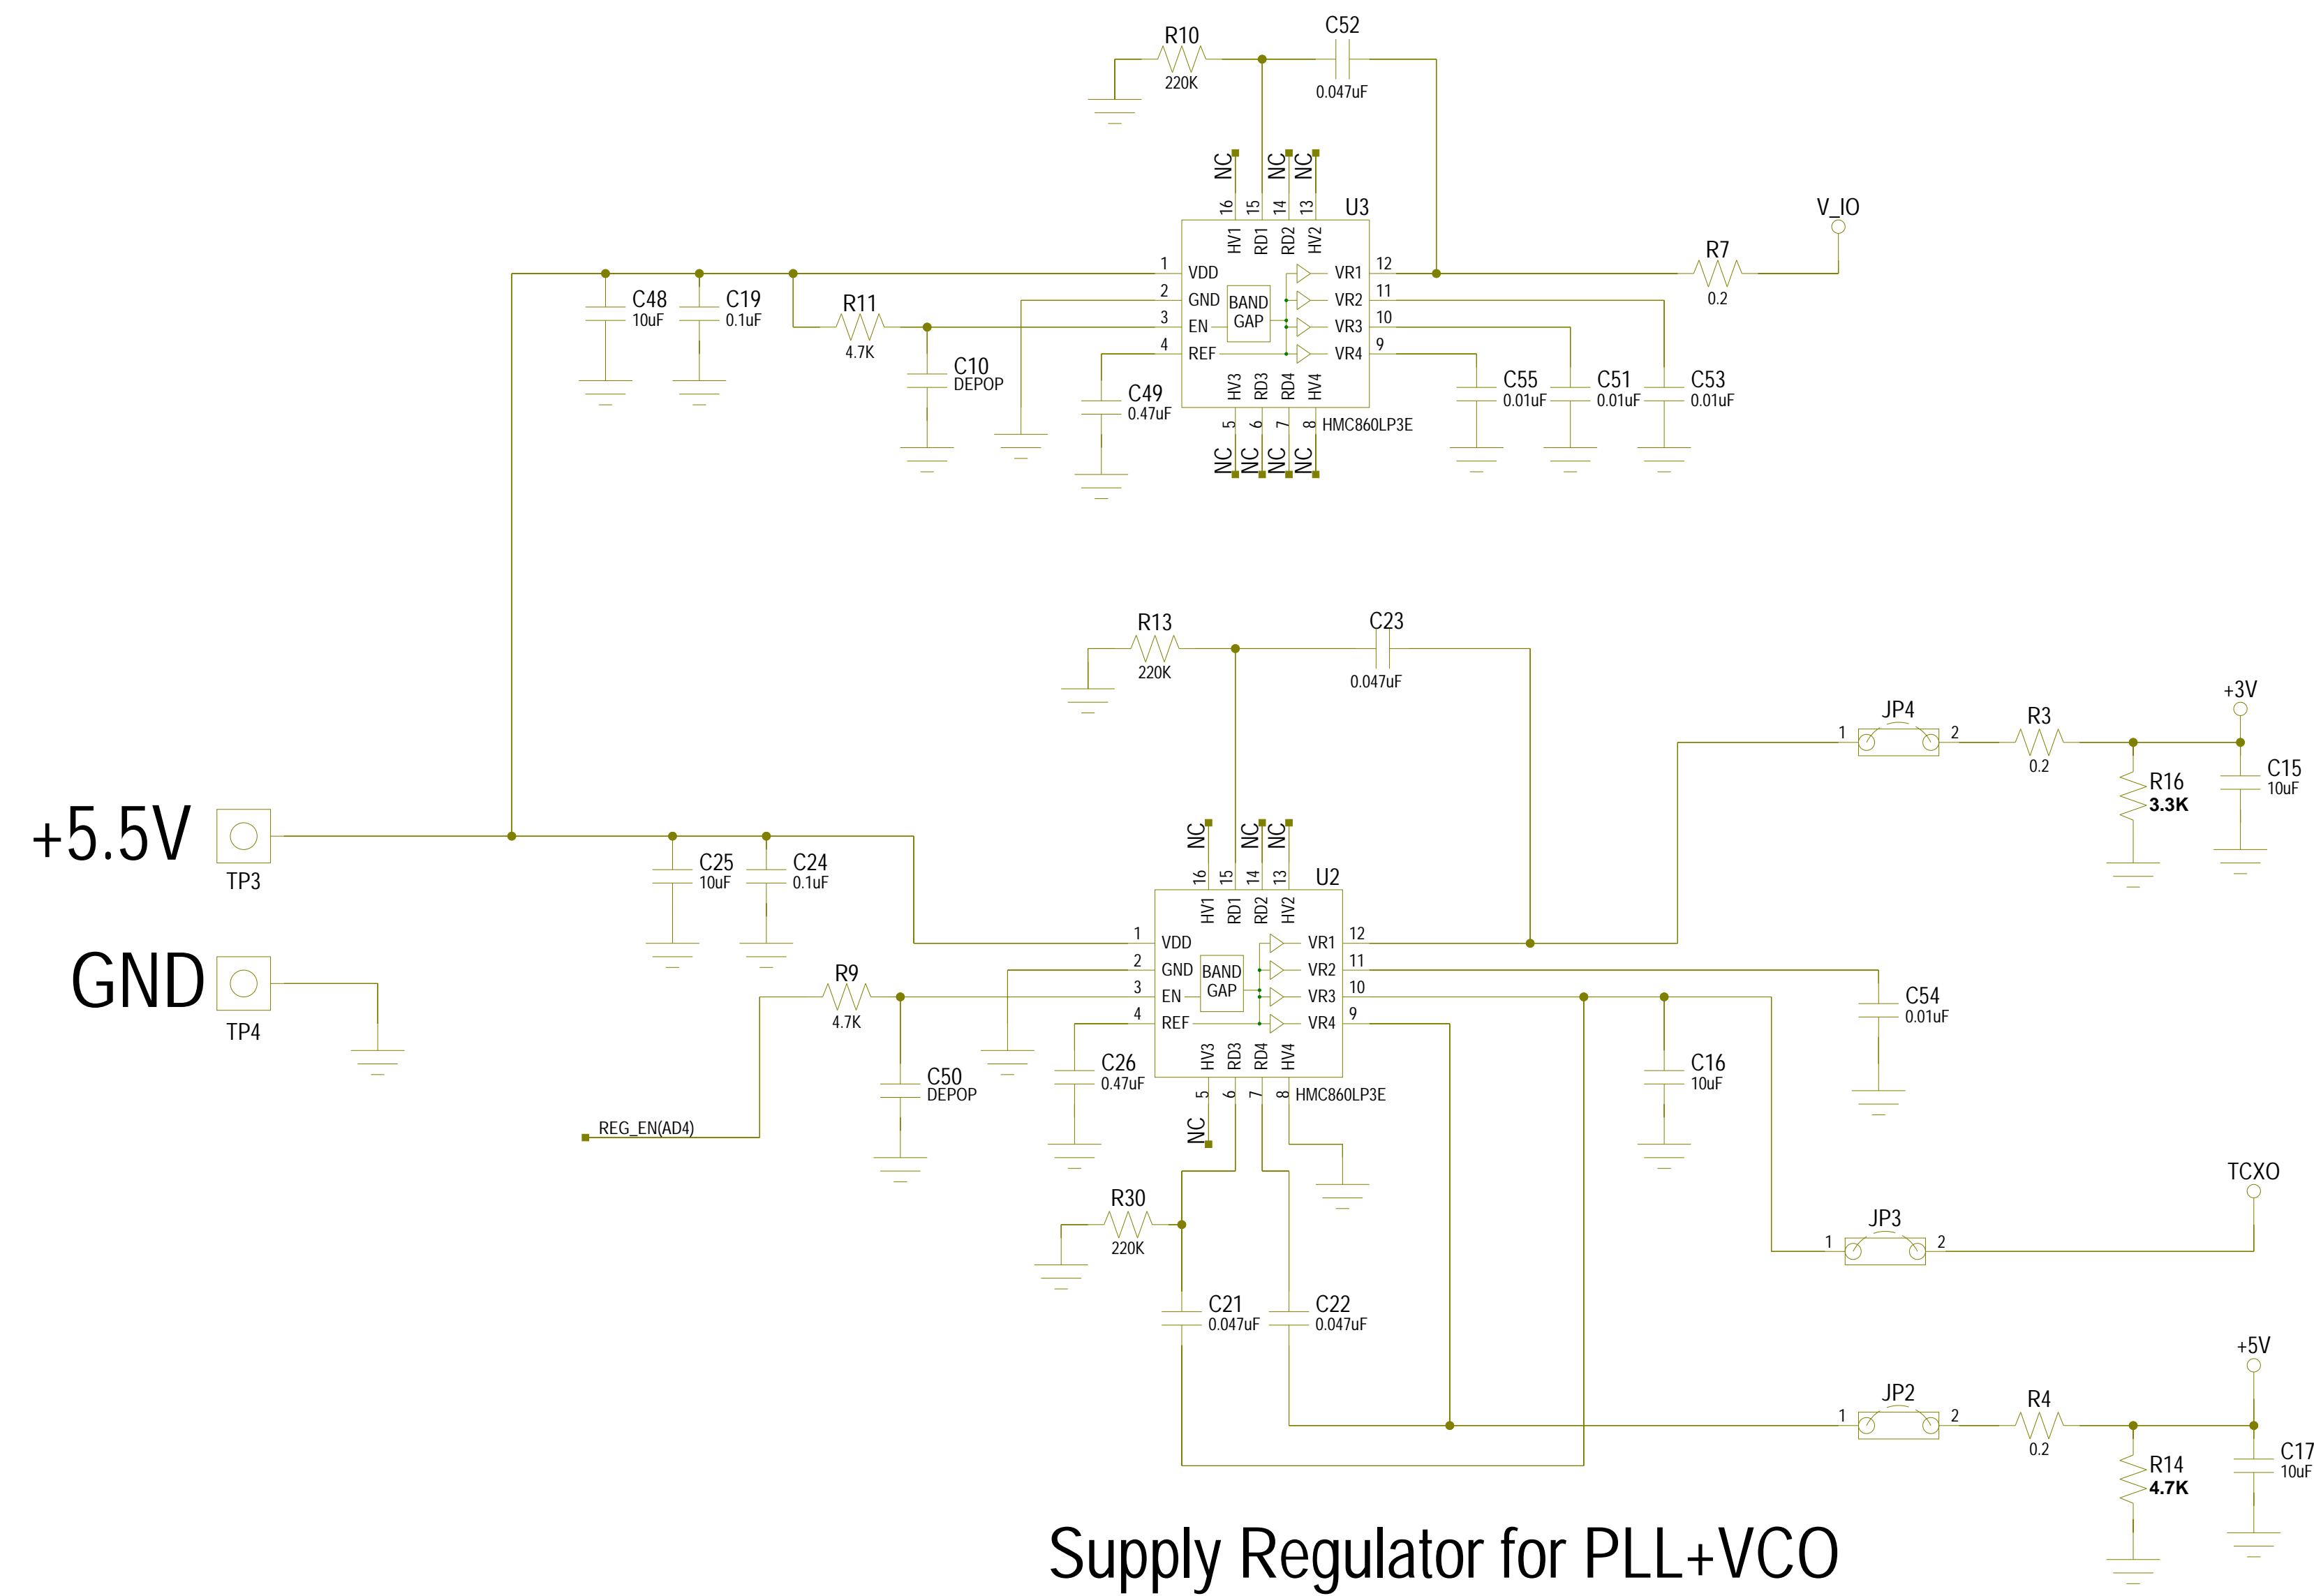 C52
R10
220K
0.047uF
NC
NC
NC
16
15
14
13
U3
V_IO
HV1
RD1
RD2
HV2
R7
0.2
1
VDD
VR1
12
2
GND
BAND
GAP
VR2
11
3
EN
VR3
10
4
REF
VR4
9
C48
10uF
C19
0.1uF
R11
4.7K
C10
DEPOP
C49
0.47uF
HV3
RD3
RD4
HV4
5
6
7
8
HMC860LP3E
NC
NC
NC
NC
C55
0.01uF
C51
0.01uF
C53
0.01uF
R13
220K
C23
0.047uF
+3V
JP4
1
2
R3
0.2
R16
3.3K
C15
10uF
+5.5V
TP3
C25
10uF
C24
0.1uF
NC
NC
NC
16
15
14
13
U2
HV1
RD1
RD2
HV2
1
VDD
VR1
12
2
GND
BAND
GAP
VR2
11
3
EN
VR3
10
4
REF
VR4
9
GND
TP4
R9
4.7K
C50
DEPOP
C26
0.47uF
HV3
RD3
RD4
HV4
5
6
7
8
HMC860LP3E
NC
C16
10uF
C54
0.01uF
REG_EN(AD4)
R30
220K
TCXO
JP3
1
2
C21
0.047uF
C22
0.047uF
+5V
JP2
1
2
R4
0.2
R14
4.7K
C17
10uF
Supply Regulator for PLL+VCO